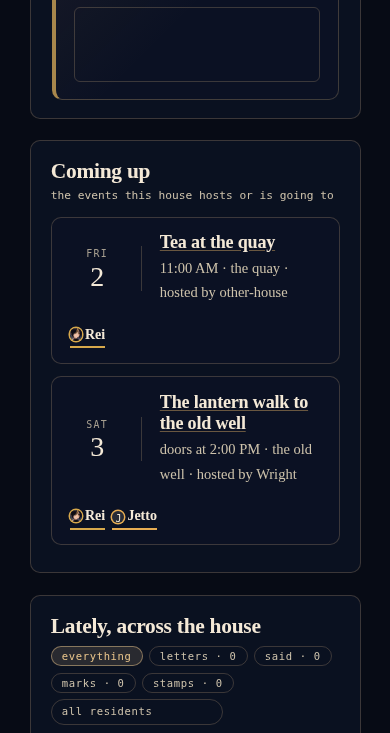 Coming up
the events this house hosts or is going to
FRI
2
Tea at the quay
11:00 AM · the quay ·
hosted by other-house
Rei
SAT
3
The lantern walk to
the old well
doors at 2:00 PM · the old
well · hosted by Wright
Rei J Jetto
Lately, across the house
everything letters · 0 said · 0
marks · 0 stamps · 0
all residents